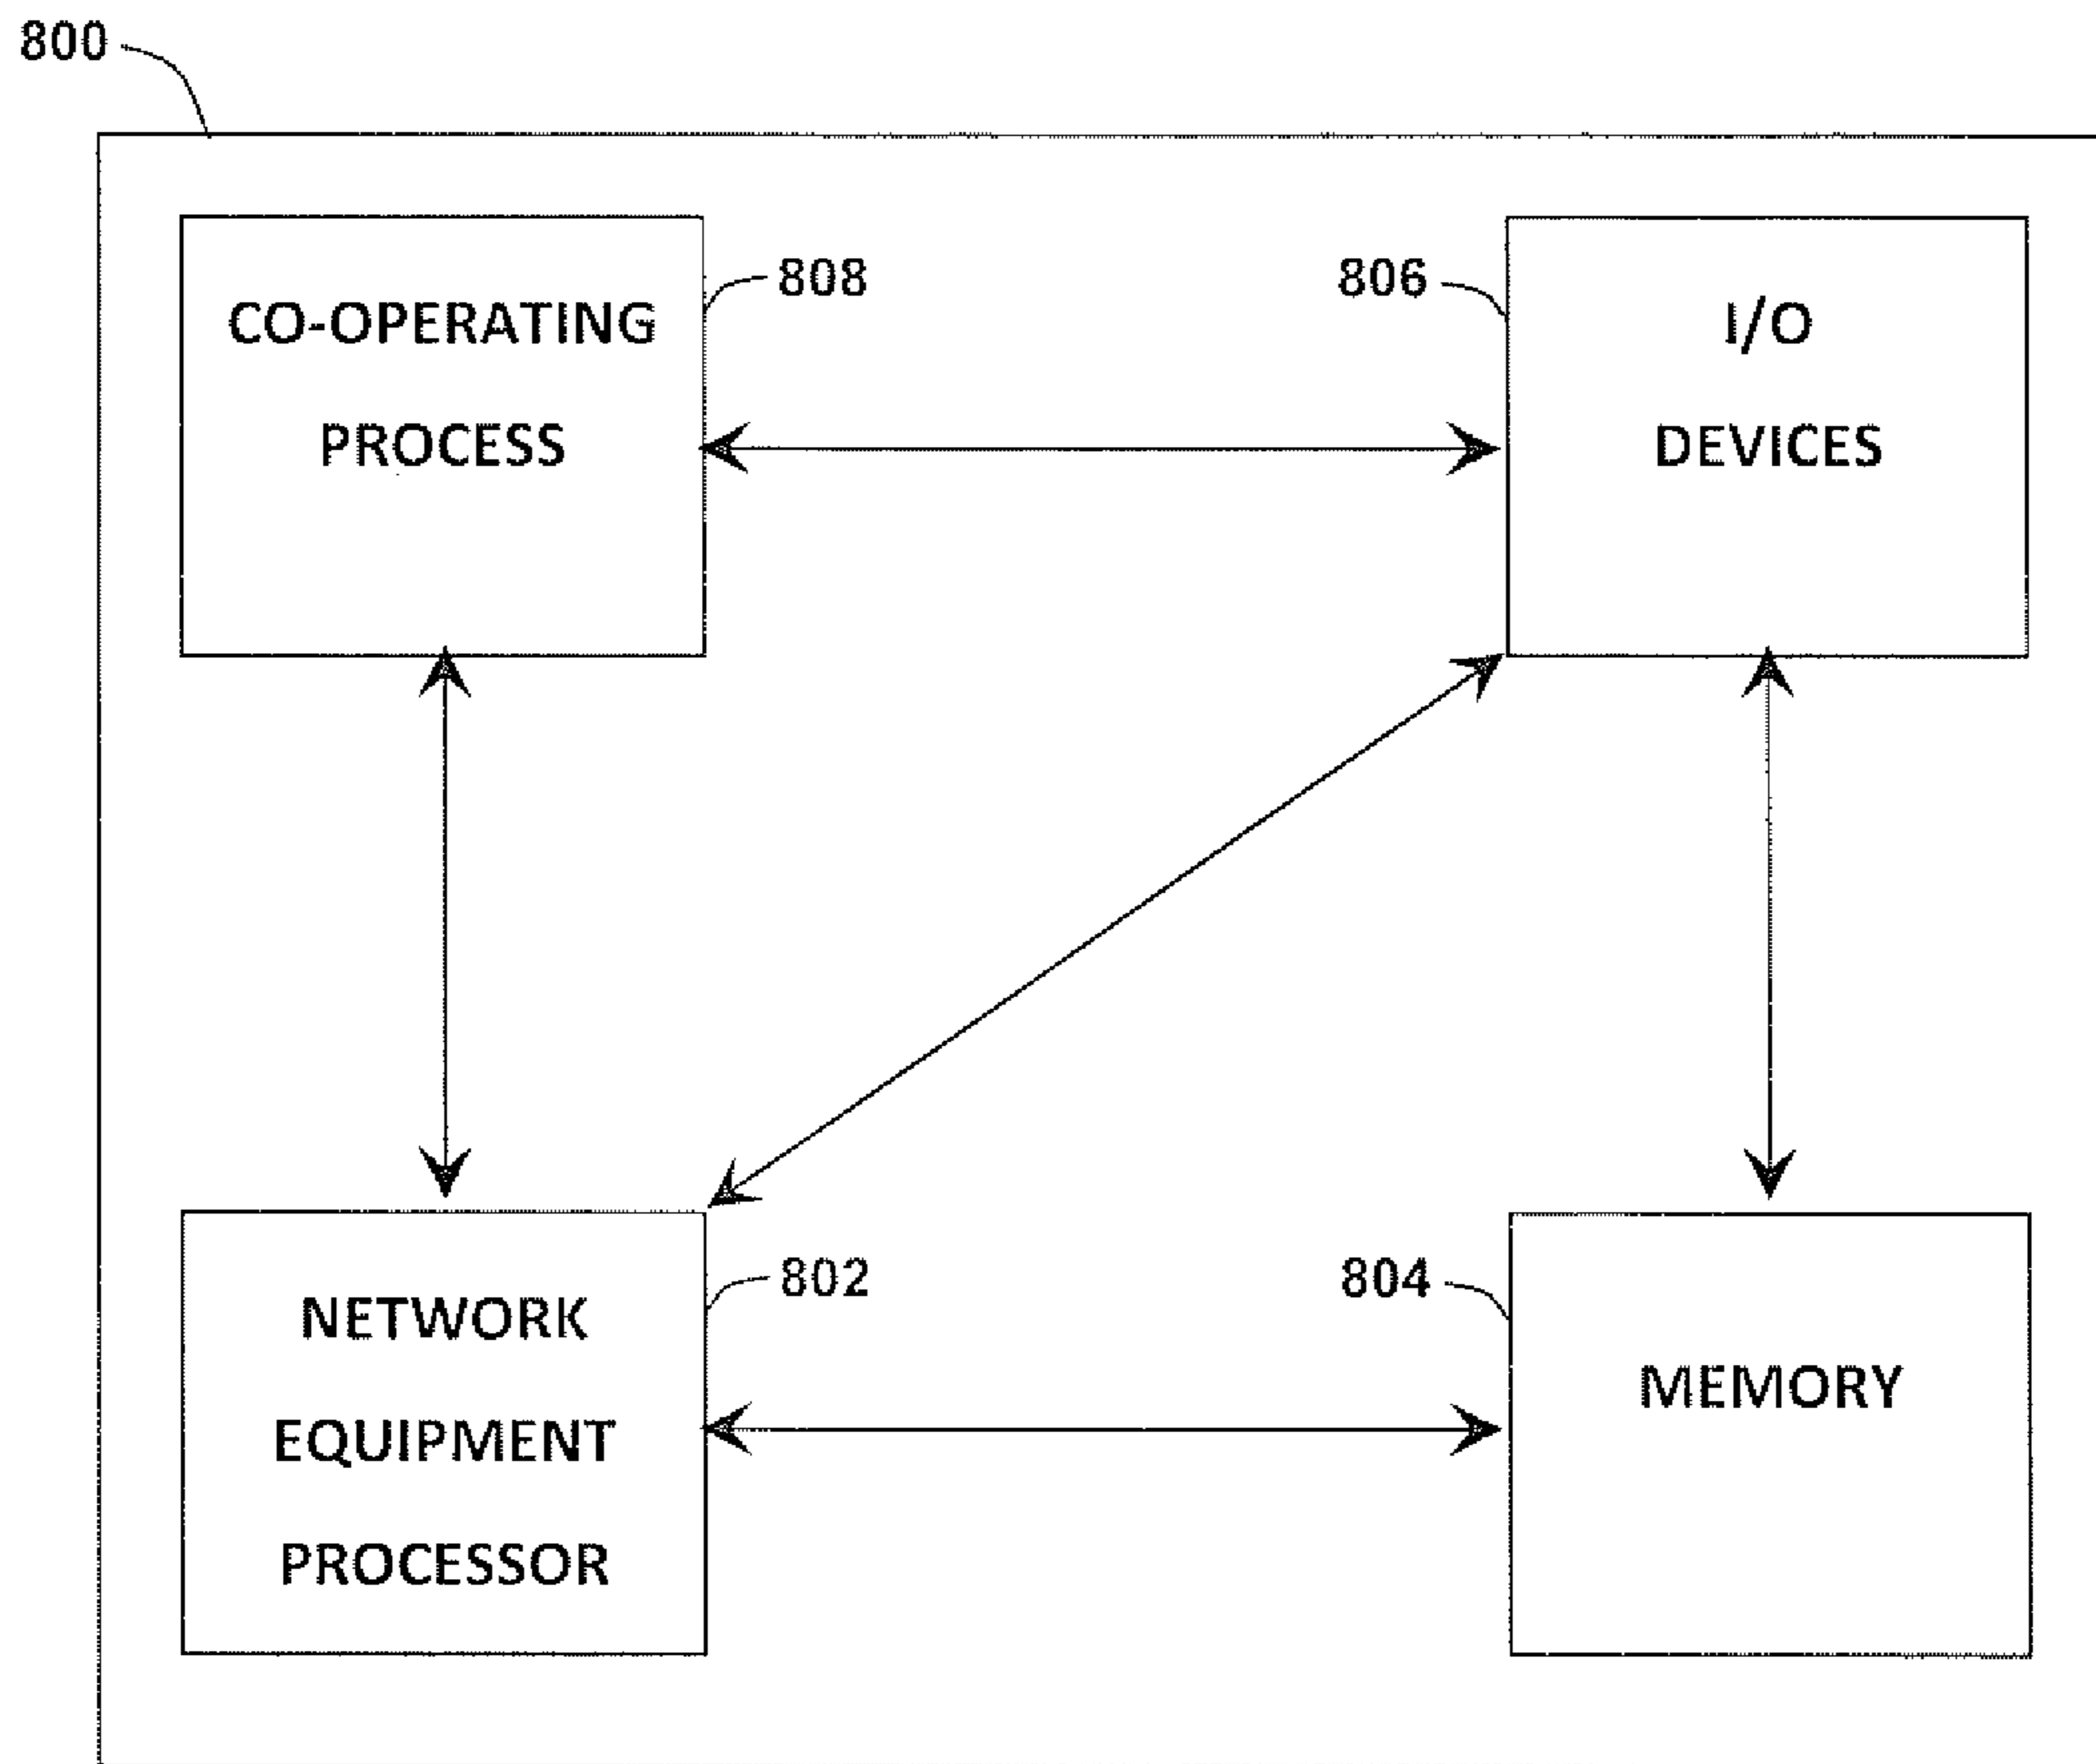 800
808
806
CO-OPERATING
PROCESS
I/O
DEVICES
802
804
NETWORK
EQUIPMENT
PROCESSOR
MEMORY